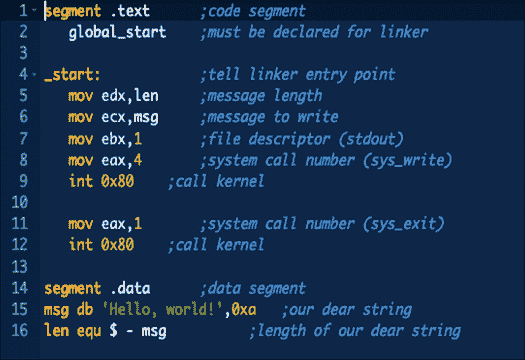 1 segment .text ;code segment
2 global_start ;must be declared for linker
3
4 _start: ;tell linker entry point
5 mov edx,len ;message length
6 mov ecx,msg ;message to write
7 mov ebx,1 ;file descriptor (stdout)
8 mov eax,4 ;system call number (sys_write)
9 int 0x80 ;call kernel
10
11 mov eax,1 ;system call number (sys_exit)
12 int 0x80 ;call kernel
13
14 segment .data ;data segment
15 msg db 'Hello, world!',0xa ;our dear string
16 len equ $ - msg ;length of our dear string